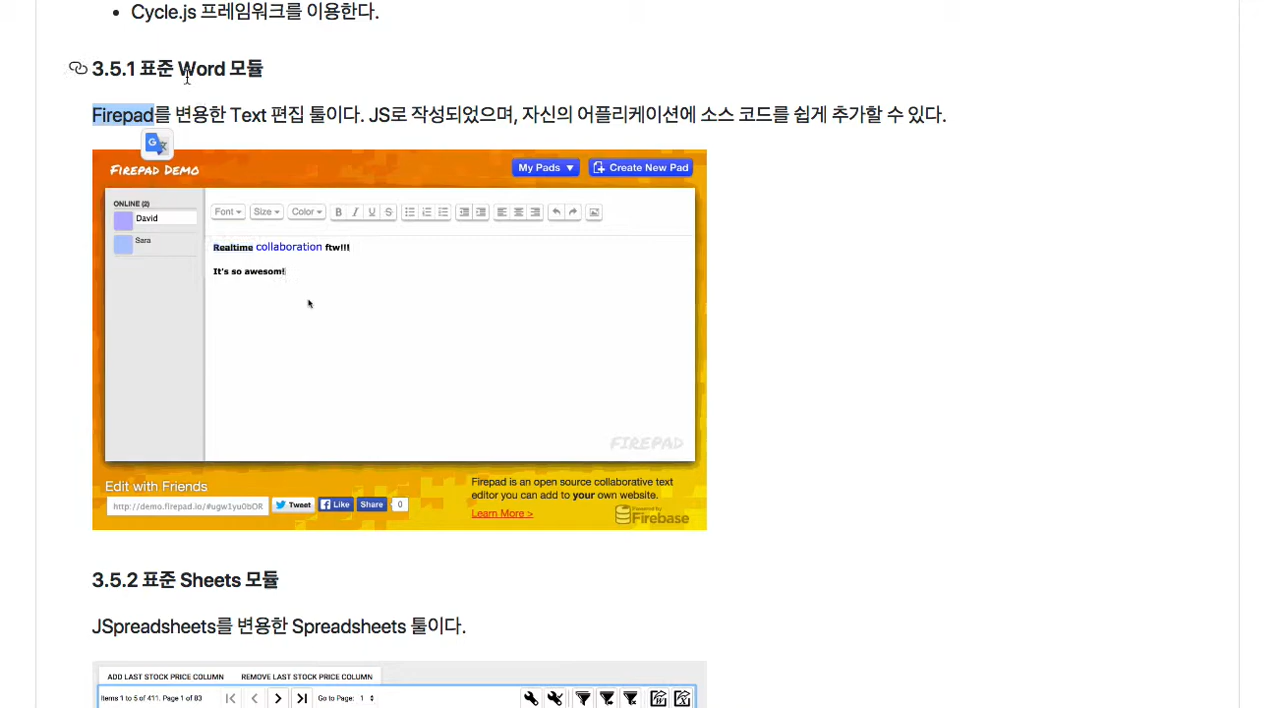 Cycle.js 프레임워크를 이용한다.
3.5.1 표준 Word 모듈
Firepad를 변용한 Text 편집 툴이다. JS로 작성되었으며, 자신의 어플리케이션에 소스 코드를 쉽게 추가할 수 있다.
FIREPAD DEMO
My Pads
Create New Pad
ONLINE (2)
David
Sara
Font
Size
Color
B I U S
Realtime collaboration ftw!!!
It's so awesom!
FIREPAD
Edit with Friends
http://demo.firepad.io/#ugw1yu0bOR
Tweet
Like
Share
0
Firepad is an open source collaborative text
editor you can add to your own website.
Learn More >
Powered by
Firebase
3.5.2 표준 Sheets 모듈
JSpreadsheets를 변용한 Spreadsheets 툴이다.
ADD LAST STOCK PRICE COLUMN
REMOVE LAST STOCK PRICE COLUMN
Items 1 to 5 of 411. Page 1 of 83
Go to Page: 1